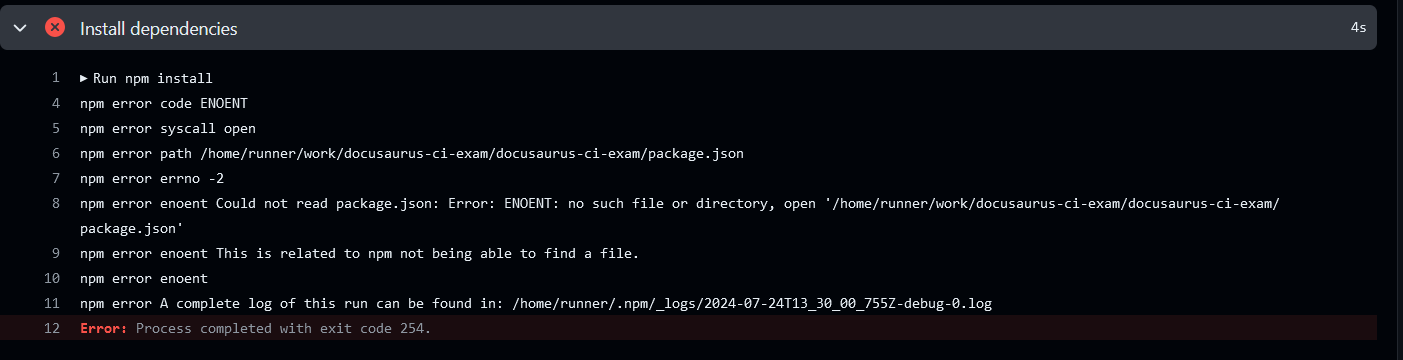 Install dependencies 4s
1 Run npm install
4 npm error code ENOENT
5 npm error syscall open
6 npm error path /home/runner/work/docusaurus-ci-exam/docusaurus-ci-exam/package.json
7 npm error errno -2
8 npm error enoent Could not read package.json: Error: ENOENT: no such file or directory, open '/home/runner/work/docusaurus-ci-exam/docusaurus-ci-exam/
package.json'
9 npm error enoent This is related to npm not being able to find a file.
10 npm error enoent
11 npm error A complete log of this run can be found in: /home/runner/.npm/_logs/2024-07-24T13_30_00_755Z-debug-0.log
12 Error: Process completed with exit code 254.